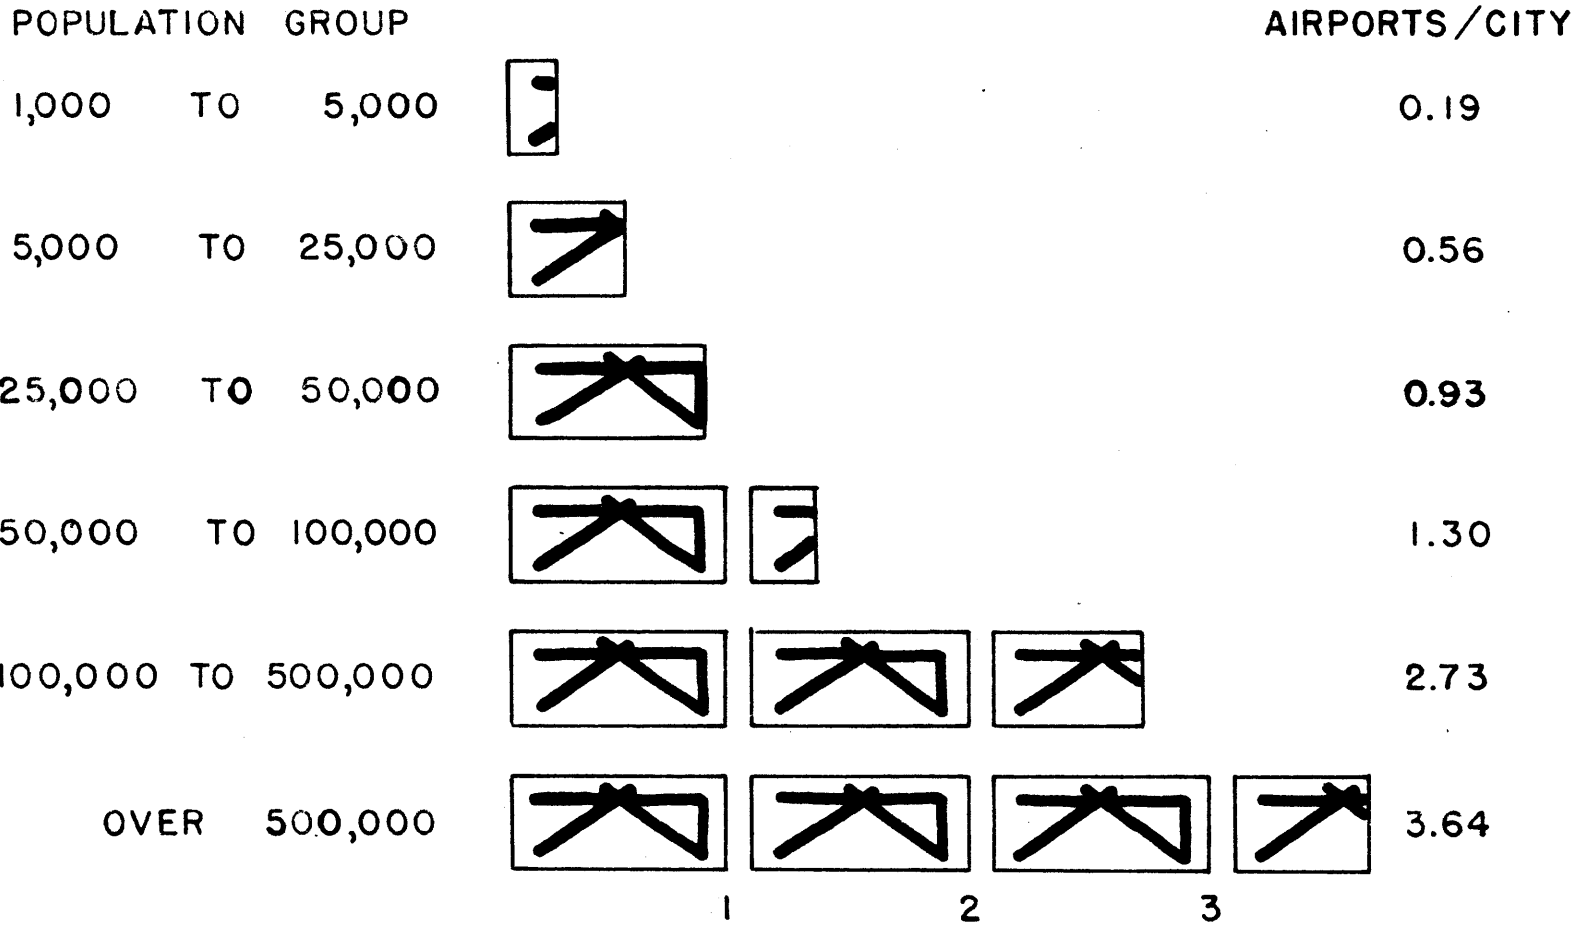 POPULATION GROUP AIRPORTS/CITY
1,000 TO 5,000 0.19
5,000 TO 25,000 0.56
25,000 TO 50,000 0.93
50,000 TO 100,000 1.30
100,000 TO 500,000 2.73
OVER 500,000 3.64
1 2 3